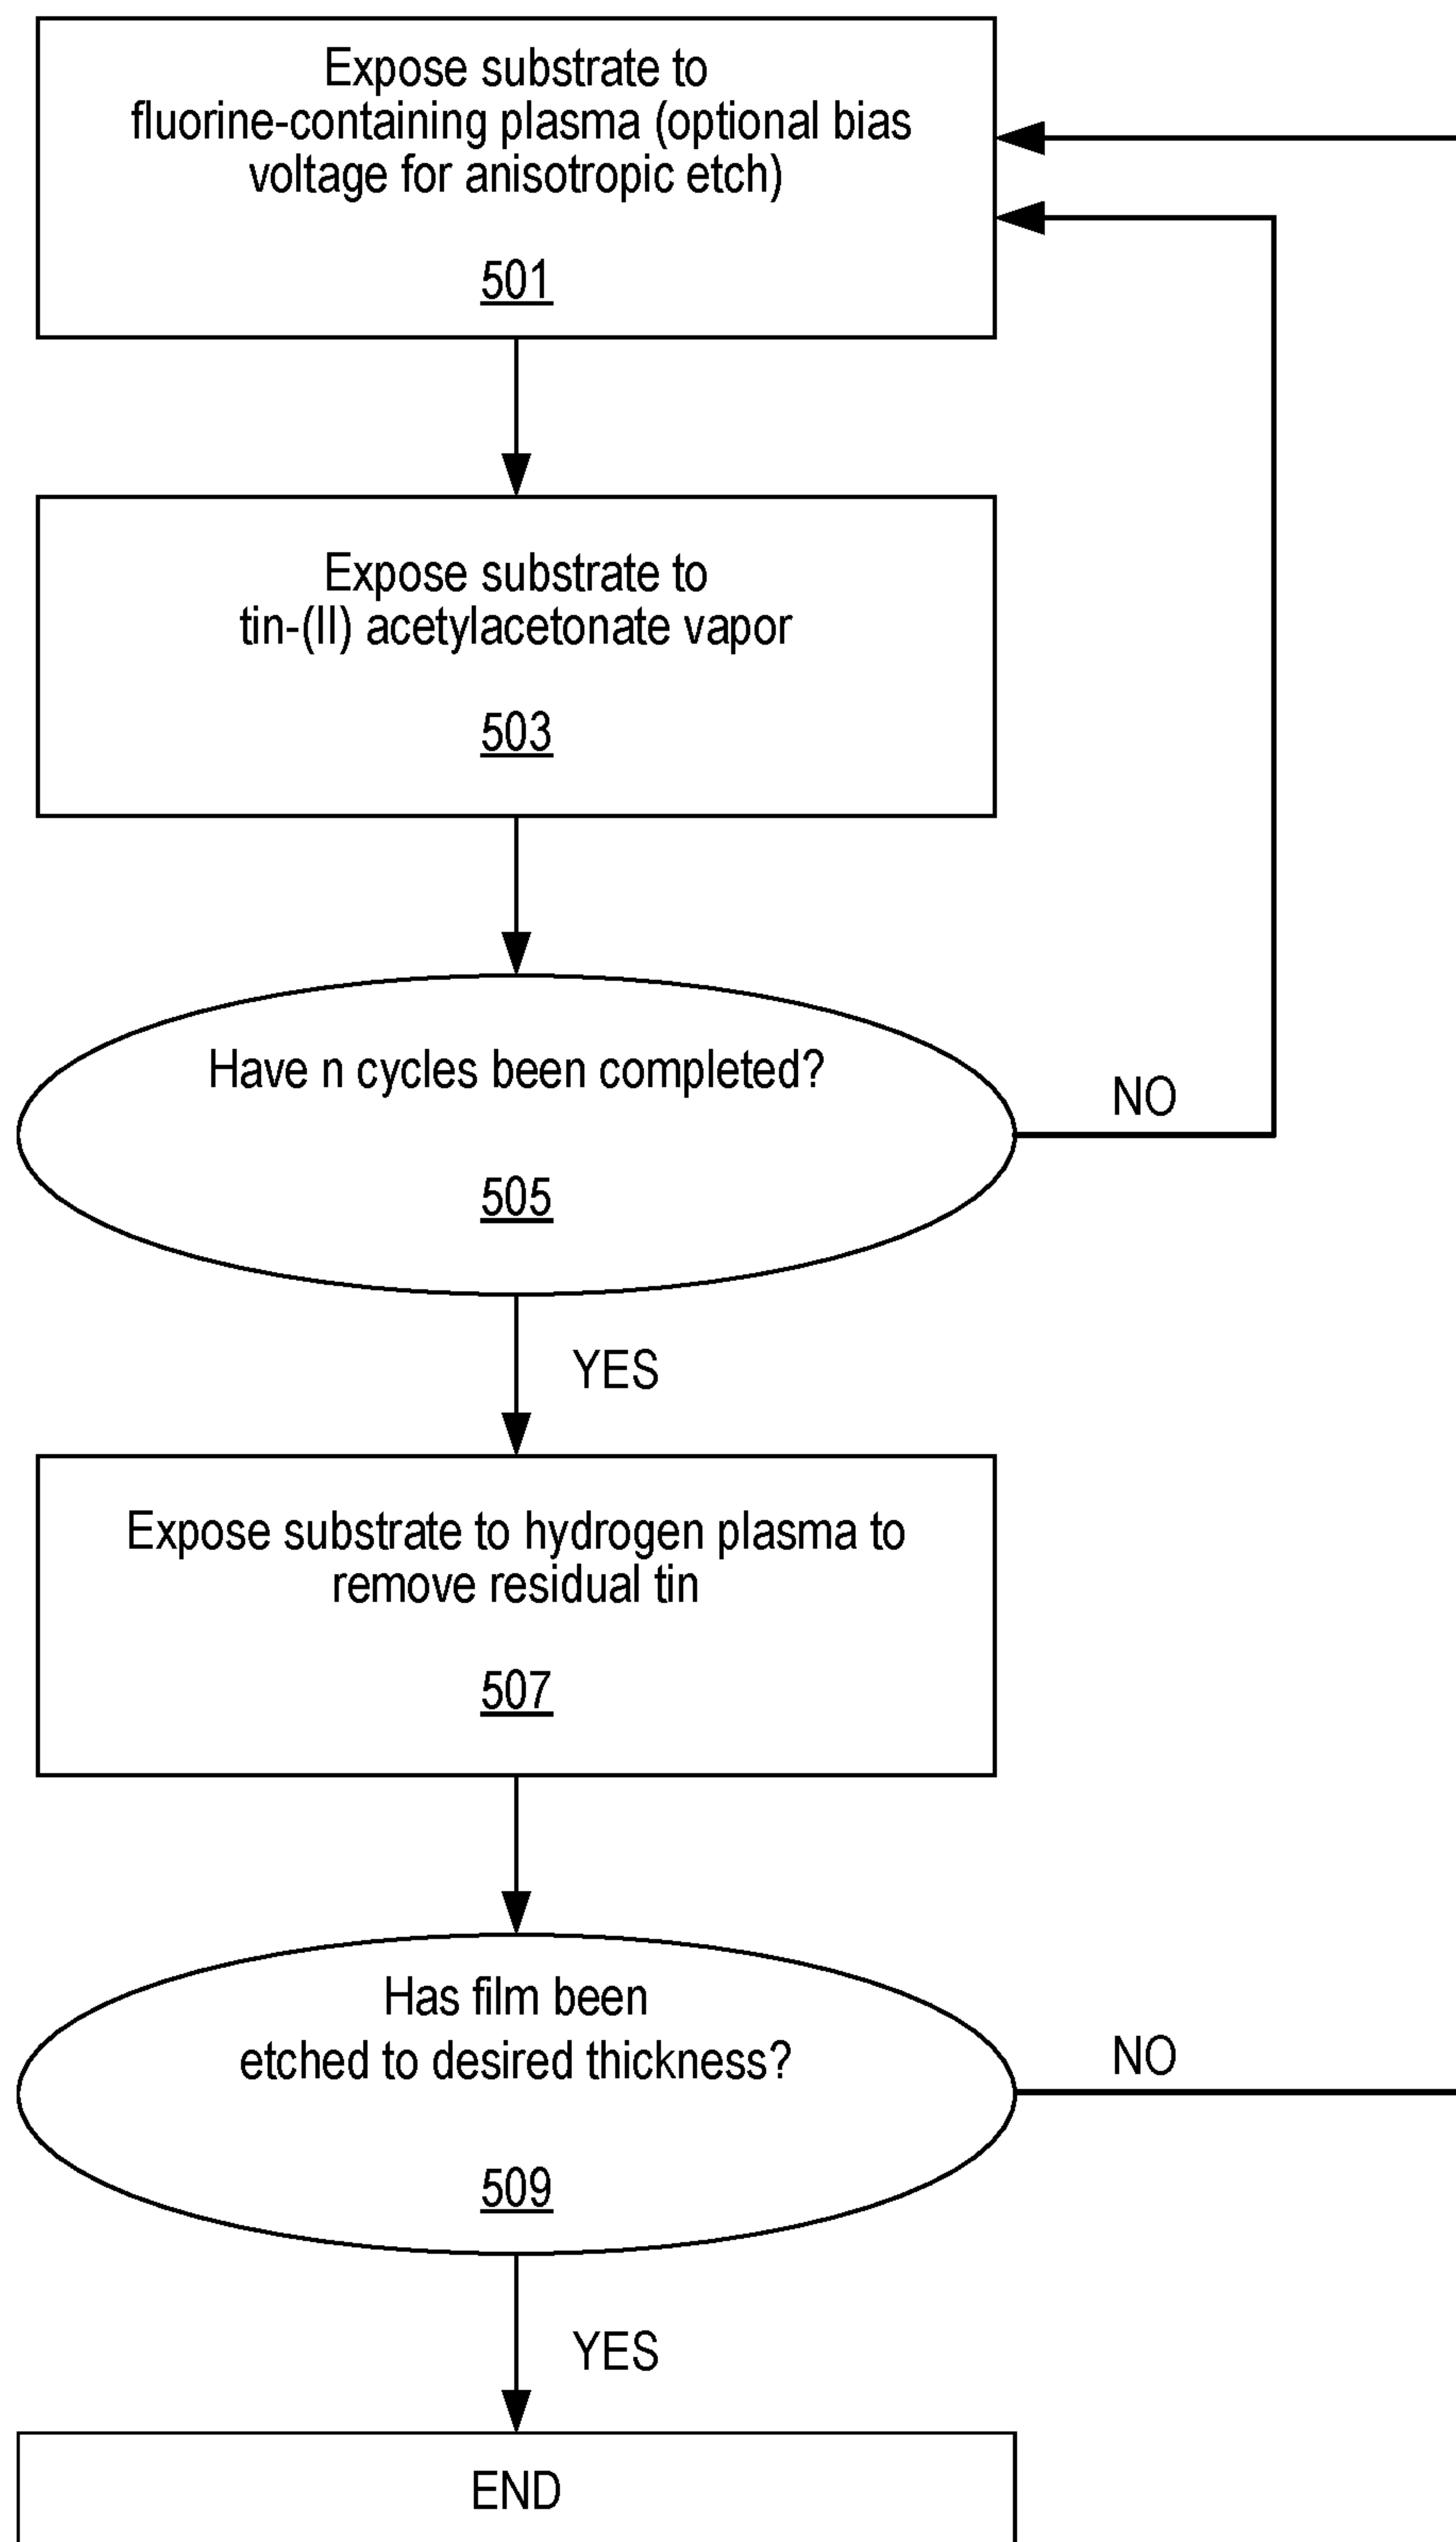 Expose substrate to
fluorine-containing plasma (optional bias
voltage for anisotropic etch)
501
Expose substrate to
tin-(II) acetylacetonate vapor
503
Have n cycles been completed?
505
NO
YES
Expose substrate to hydrogen plasma to
remove residual tin
507
Has film been
etched to desired thickness?
509
NO
YES
END